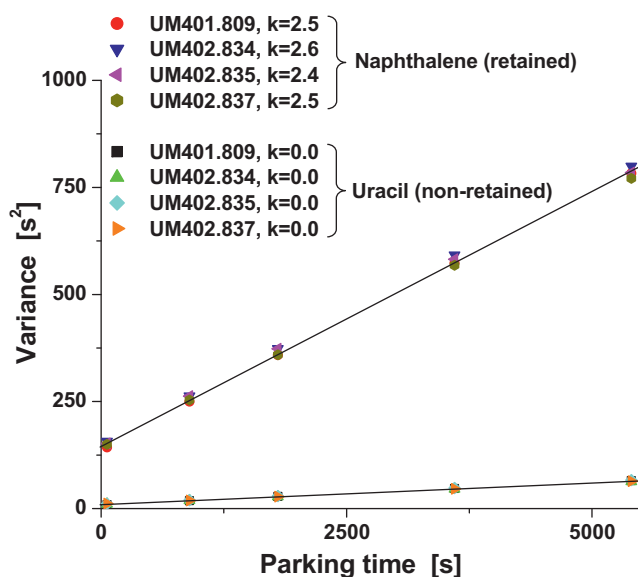 UM401.809, k=2.5
UM402.834, k=2.6
UM402.835, k=2.4
UM402.837, k=2.5
Naphthalene (retained)
UM401.809, k=0.0
UM402.834, k=0.0
UM402.835, k=0.0
UM402.837, k=0.0
Uracil (non-retained)
1000
750
500
250
0
Variance [s²]
0
2500
5000
Parking time [s]